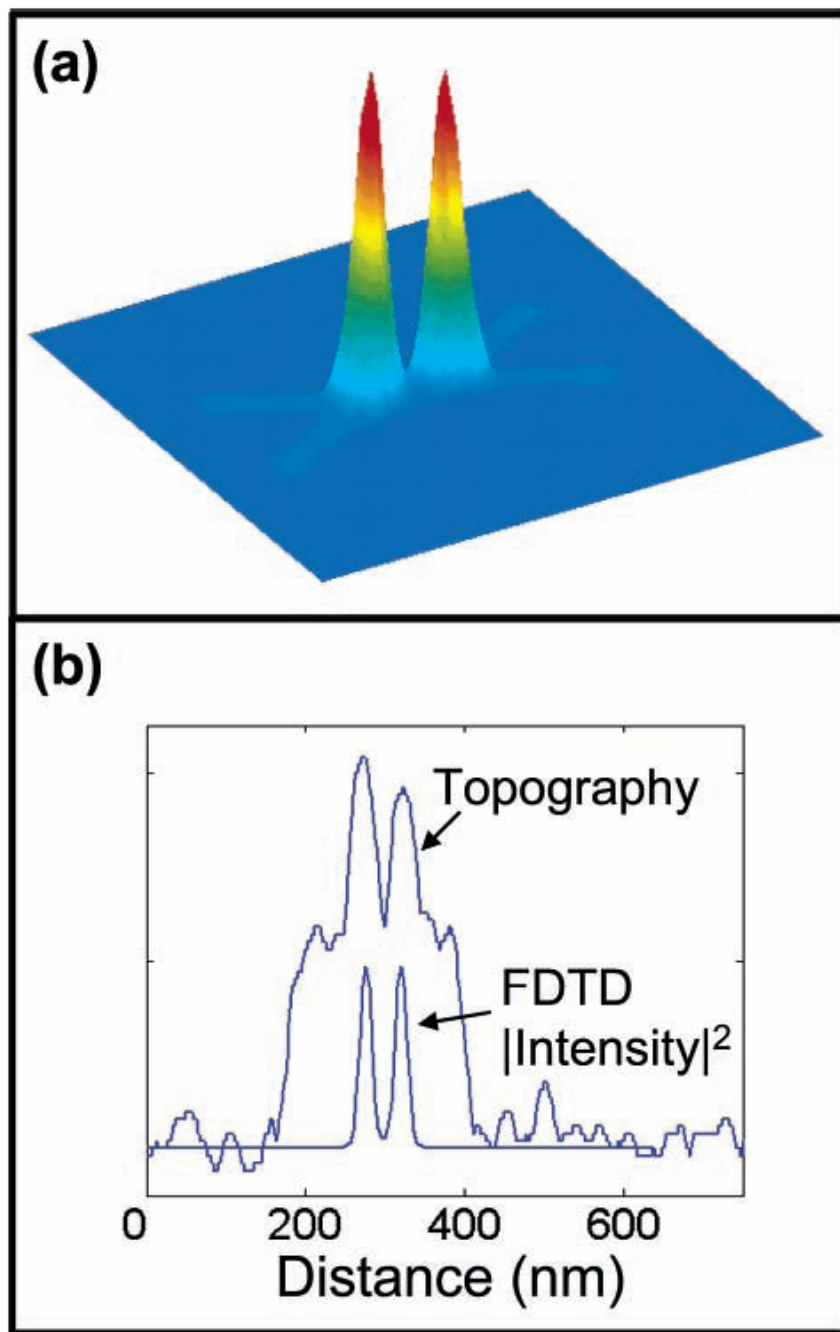 (a)
(b)
Topography
FDTD
|Intensity|²
0 200 400 600
Distance (nm)